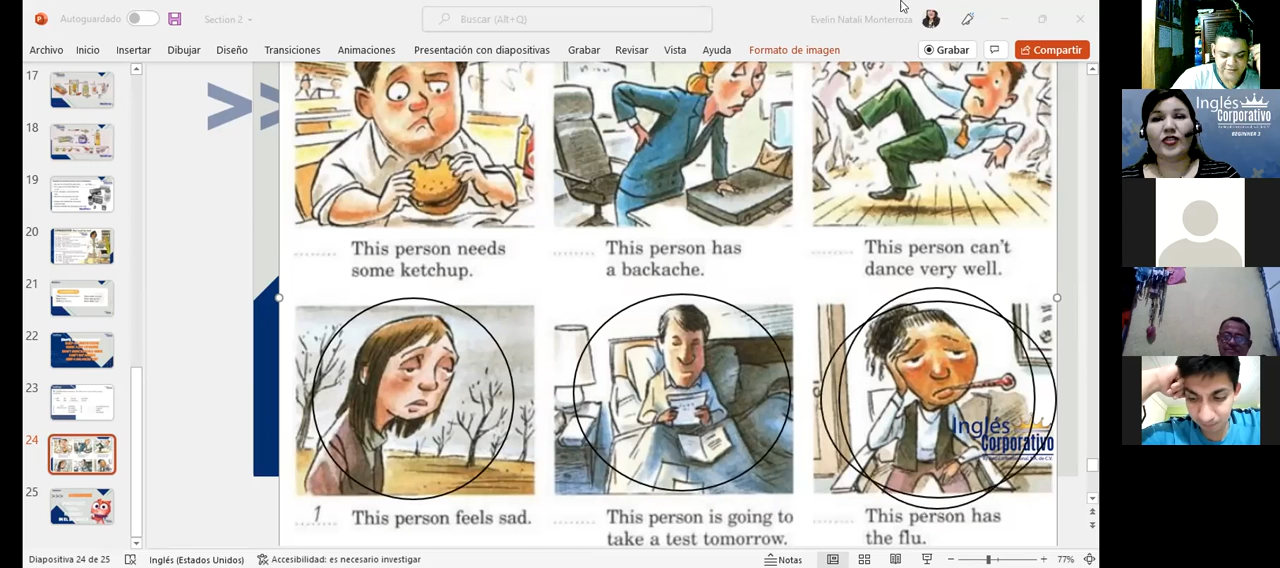 Autoguardado
Section 2
Buscar (Alt+Q)
Evelin Natali Monterroza
Archivo Inicio Insertar Dibujar Diseño Transiciones Animaciones Presentación con diapositivas Grabar Revisar Vista Ayuda Formato de imagen
Grabar
Compartir
17
18
19
20
21
22
23
24
25
This person needs
some ketchup.
This person has
a backache.
This person can't
dance very well.
1 This person feels sad.
This person is going to
take a test tomorrow.
This person has
the flu.
Inglés
Corporativo
Inglés
Corporativo
BEGINNER 3
Diapositiva 24 de 25
Inglés (Estados Unidos)
Accesibilidad: es necesario investigar
Notas
77%